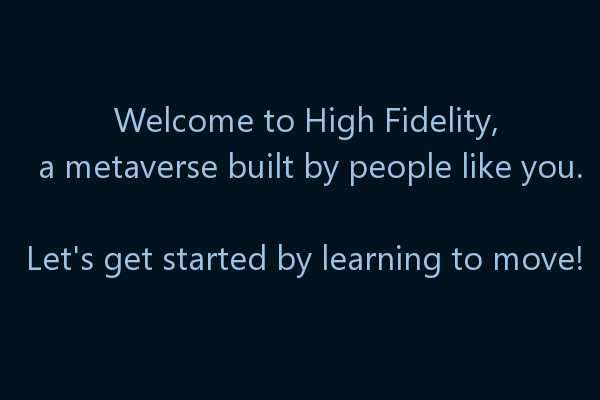 Welcome to High Fidelity,
a metaverse built by people like you.
Let's get started by learning to move!